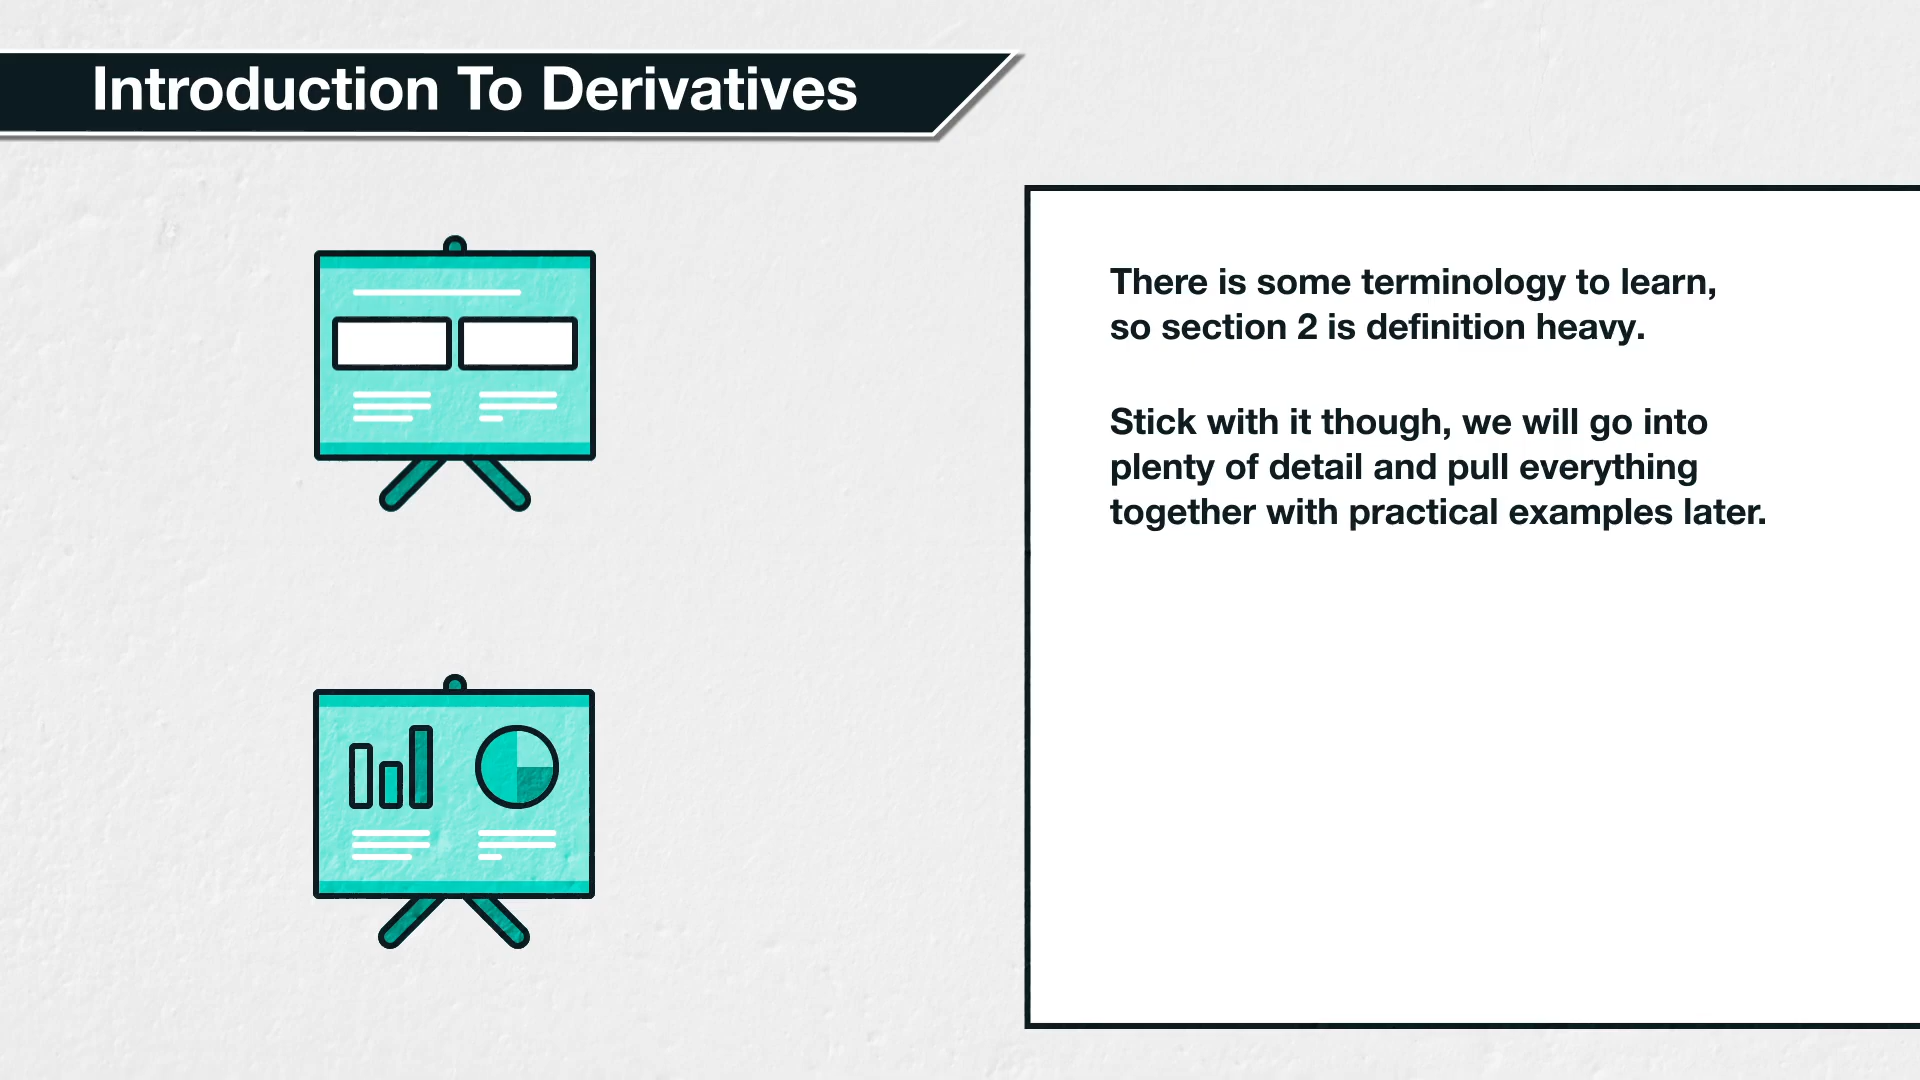 Introduction To Derivatives
There is some terminology to learn,
so section 2 is definition heavy.
Stick with it though, we will go into
plenty of detail and pull everything
together with practical examples later.